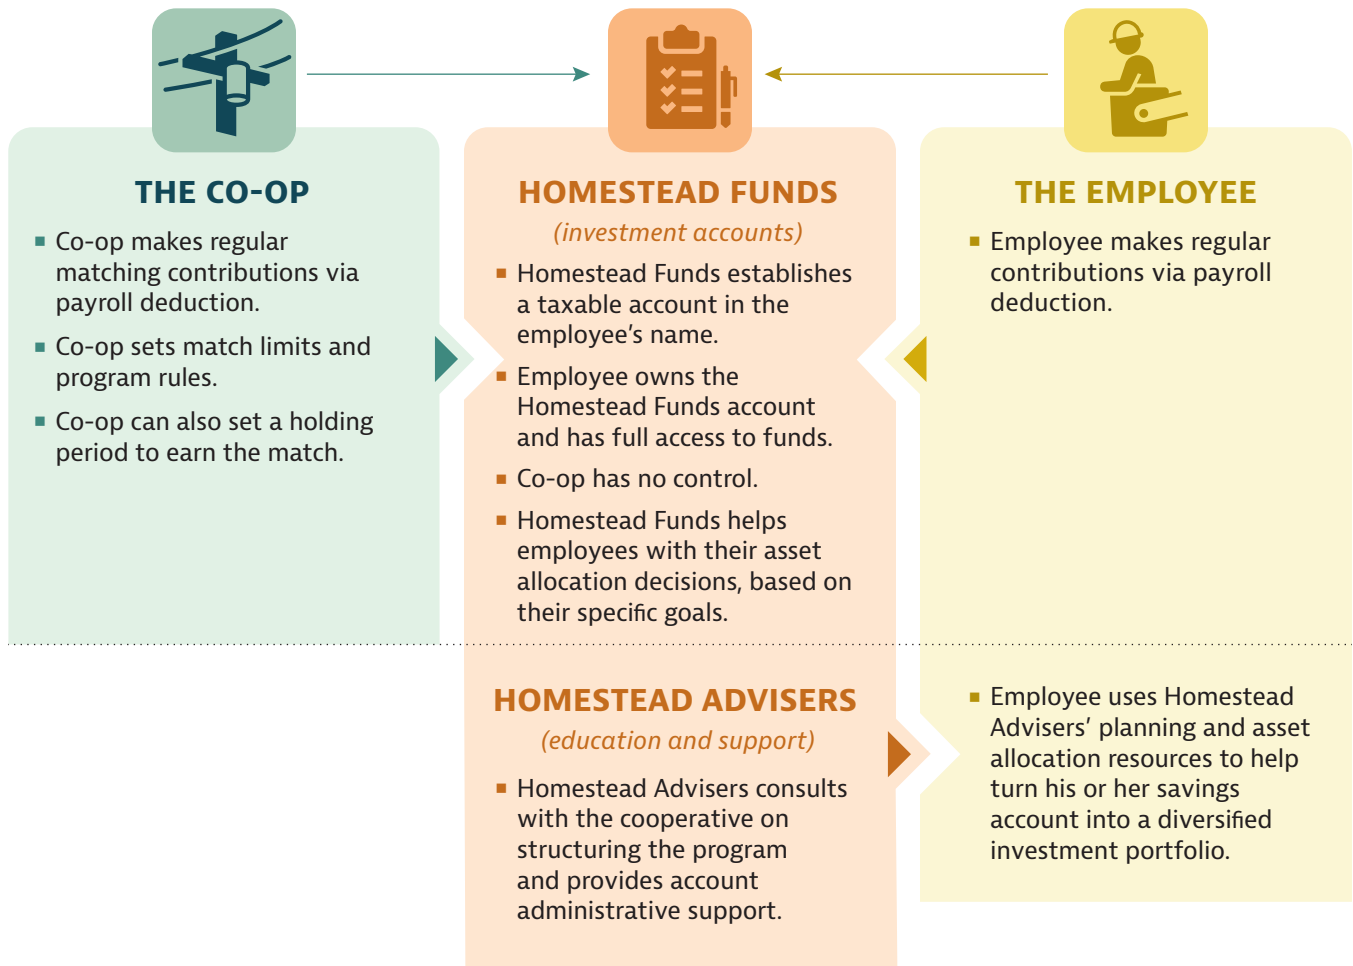 THE CO-OP
■ Co-op makes regular
matching contributions via
payroll deduction.
■ Co-op sets match limits and
program rules.
■ Co-op can also set a holding
period to earn the match.
HOMESTEAD FUNDS
(investment accounts)
■ Homestead Funds establishes
a taxable account in the
employee’s name.
■ Employee owns the
Homestead Funds account
and has full access to funds.
■ Co-op has no control.
■ Homestead Funds helps
employees with their asset
allocation decisions, based on
their specific goals.
THE EMPLOYEE
■ Employee makes regular
contributions via payroll
deduction.
HOMESTEAD ADVISERS
(education and support)
■ Homestead Advisers consults
with the cooperative on
structuring the program
and provides account
administrative support.
■ Employee uses Homestead
Advisers’ planning and asset
allocation resources to help
turn his or her savings
account into a diversified
investment portfolio.